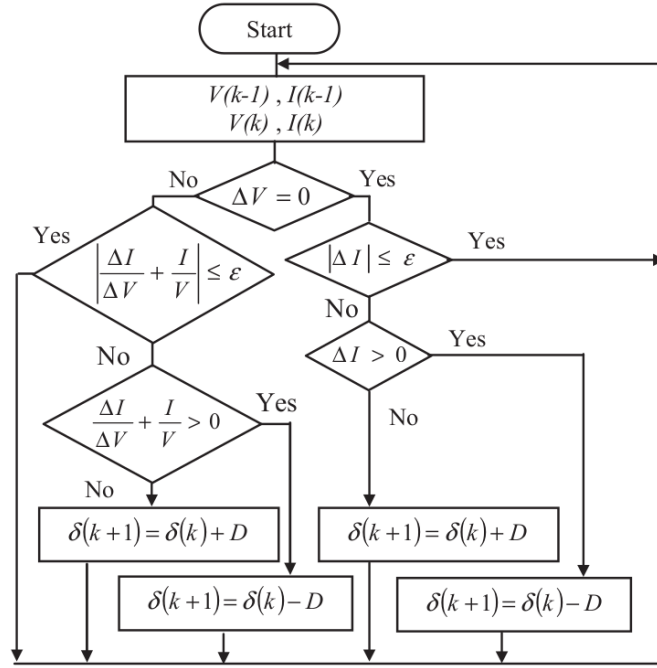 Start
V(k-1) , I(k-1)
V(k) , I(k)
No
ΔV = 0
Yes
Yes
|ΔI/ΔV + I/V| ≤ ε
|ΔI| ≤ ε
Yes
No
No
ΔI > 0
Yes
ΔI/ΔV + I/V > 0
Yes
No
No
δ(k+1) = δ(k) + D
δ(k+1) = δ(k) + D
δ(k+1) = δ(k) − D
δ(k+1) = δ(k) − D